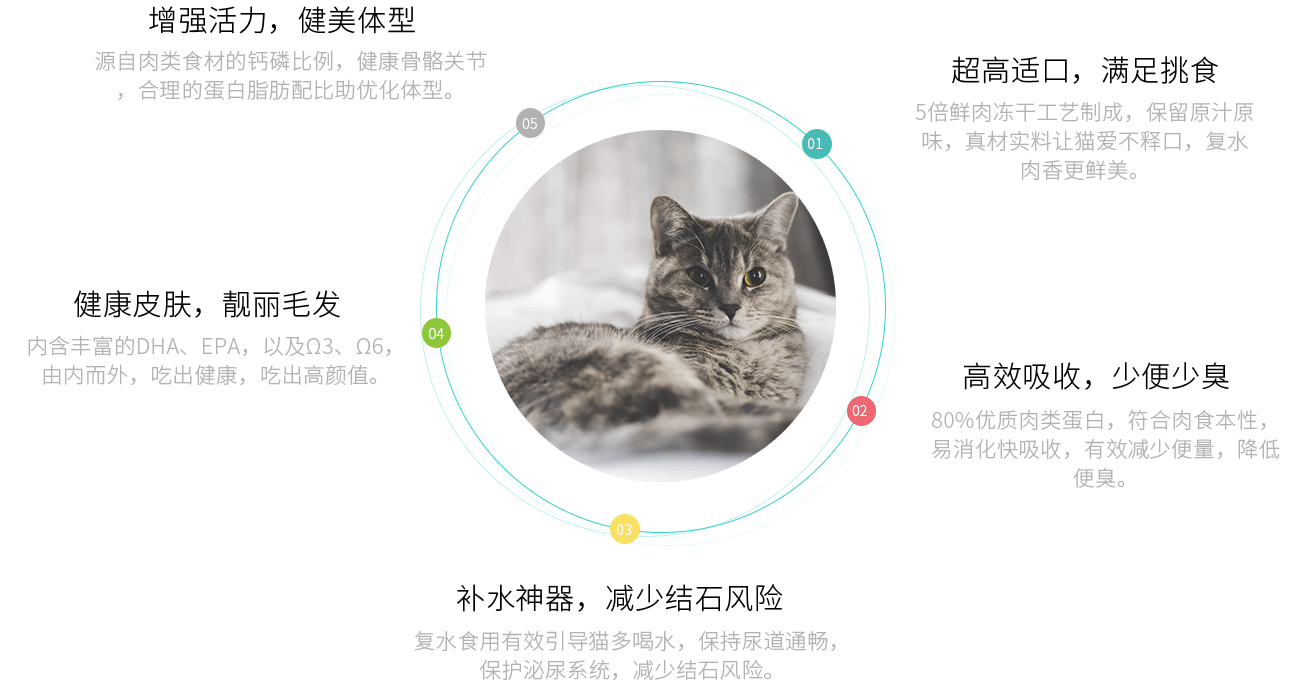 增强活力，健美体型
源自肉类食材的钙磷比例，健康骨骼关节
，合理的蛋白脂肪配比助优化体型。
05
01
超高适口，满足挑食
5倍鲜肉冻干工艺制成，保留原汁原
味，真材实料让猫爱不释口，复水
肉香更鲜美。
健康皮肤，靓丽毛发
内含丰富的DHA、EPA，以及Ω3、Ω6，
由内而外，吃出健康，吃出高颜值。
04
02
高效吸收，少便少臭
80%优质肉类蛋白，符合肉食本性，
易消化快吸收，有效减少便量，降低
便臭。
03
补水神器，减少结石风险
复水食用有效引导猫多喝水，保持尿道通畅，
保护泌尿系统，减少结石风险。